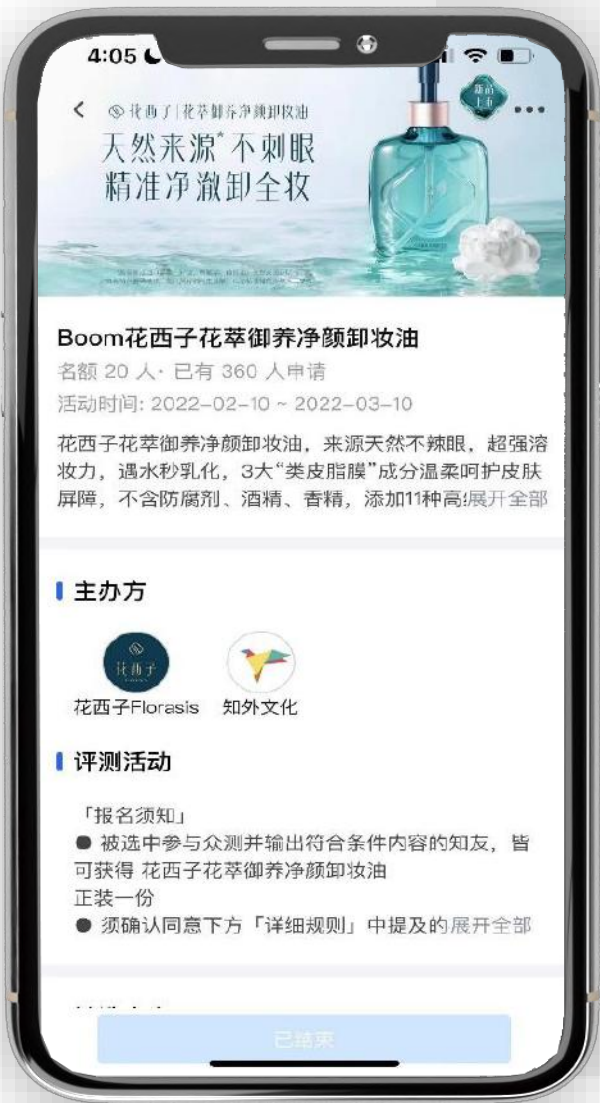 4:05
花西子|花萃御养净颜卸妆油
新品
上市
天然来源*不刺眼
精准净澈卸全妆
Boom花西子花萃御养净颜卸妆油
名额 20 人· 已有 360 人申请
活动时间: 2022-02-10 ~ 2022-03-10
花西子花萃御养净颜卸妆油，来源天然不辣眼，超强溶
妆力，遇水秒乳化，3大“类皮脂膜”成分温柔呵护皮肤
屏障，不含防腐剂、酒精、香精，添加11种高展开全部
主办方
花西子
花西子Florasis
知外文化
评测活动
「报名须知」
● 被选中参与众测并输出符合条件内容的知友，皆
可获得 花西子花萃御养净颜卸妆油
正装一份
● 须确认同意下方「详细规则」中提及的展开全部
已结束